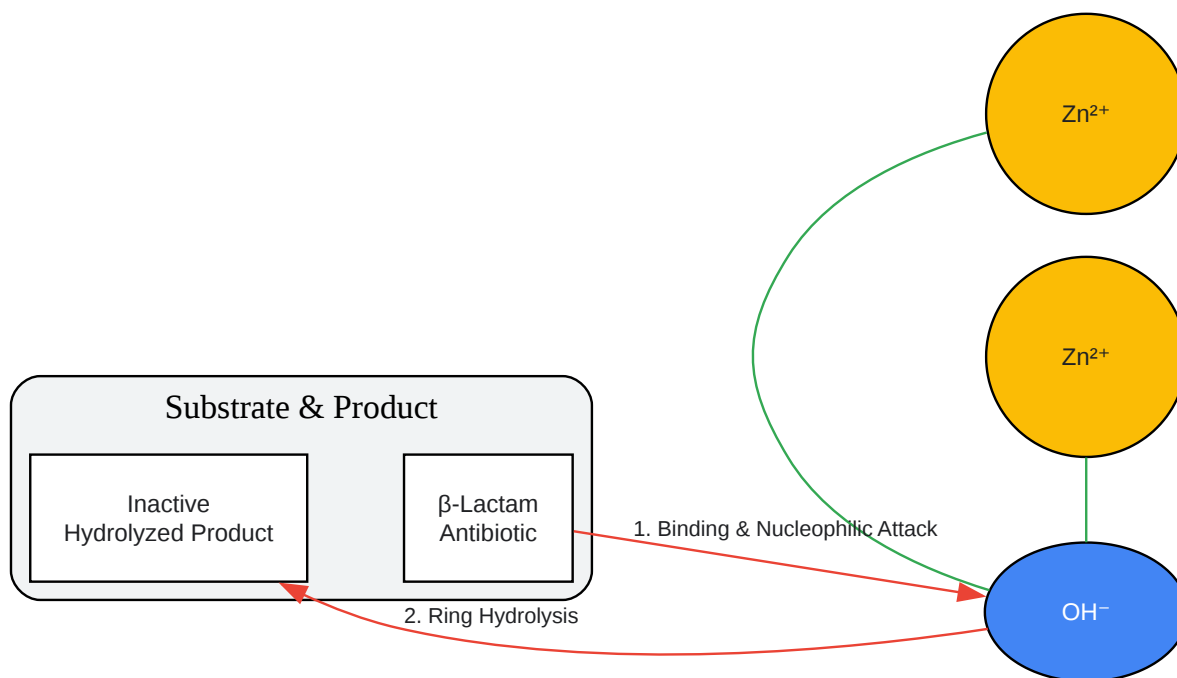 Zn²⁺
Zn²⁺
Substrate & Product
Inactive
Hydrolyzed Product
β-Lactam
Antibiotic
1. Binding & Nucleophilic Attack
2. Ring Hydrolysis
OH⁻